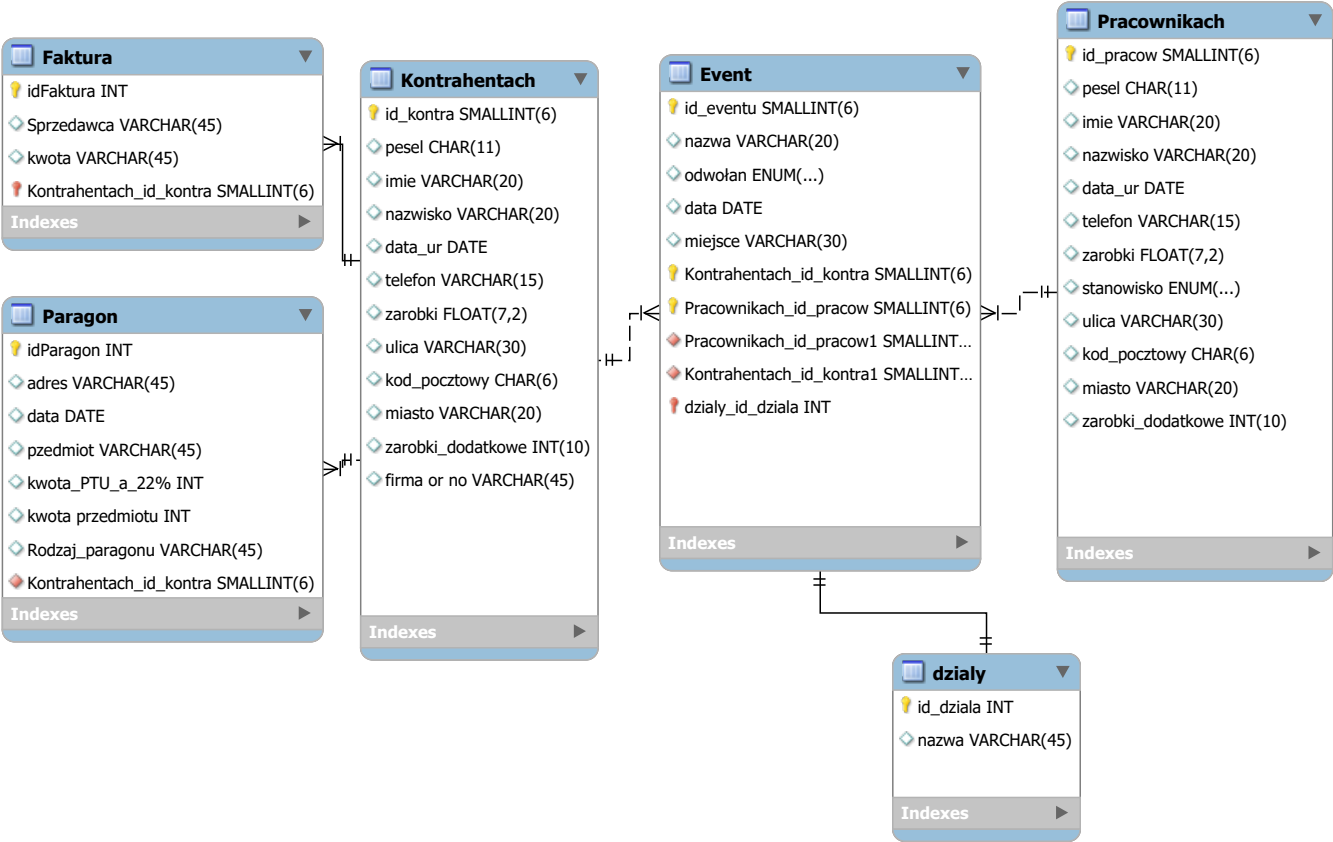 Faktura
idFaktura INT
Sprzedawca VARCHAR(45)
kwota VARCHAR(45)
Kontrahentach_id_kontra SMALLINT(6)
Indexes
Paragon
idParagon INT
adres VARCHAR(45)
data DATE
pzedmiot VARCHAR(45)
kwota_PTU_a_22% INT
kwota przedmiotu INT
Rodzaj_paragonu VARCHAR(45)
Kontrahentach_id_kontra SMALLINT(6)
Indexes
Kontrahentach
id_kontra SMALLINT(6)
pesel CHAR(11)
imie VARCHAR(20)
nazwisko VARCHAR(20)
data_ur DATE
telefon VARCHAR(15)
zarobki FLOAT(7,2)
ulica VARCHAR(30)
kod_pocztowy CHAR(6)
miasto VARCHAR(20)
zarobki_dodatkowe INT(10)
firma or no VARCHAR(45)
Indexes
Event
id_eventu SMALLINT(6)
nazwa VARCHAR(20)
odwołan ENUM(...)
data DATE
miejsce VARCHAR(30)
Kontrahentach_id_kontra SMALLINT(6)
Pracownikach_id_pracow SMALLINT(6)
Pracownikach_id_pracow1 SMALLINT...
Kontrahentach_id_kontra1 SMALLINT...
dzialy_id_dziala INT
Indexes
Pracownikach
id_pracow SMALLINT(6)
pesel CHAR(11)
imie VARCHAR(20)
nazwisko VARCHAR(20)
data_ur DATE
telefon VARCHAR(15)
zarobki FLOAT(7,2)
stanowisko ENUM(...)
ulica VARCHAR(30)
kod_pocztowy CHAR(6)
miasto VARCHAR(20)
zarobki_dodatkowe INT(10)
Indexes
dzialy
id_dziala INT
nazwa VARCHAR(45)
Indexes